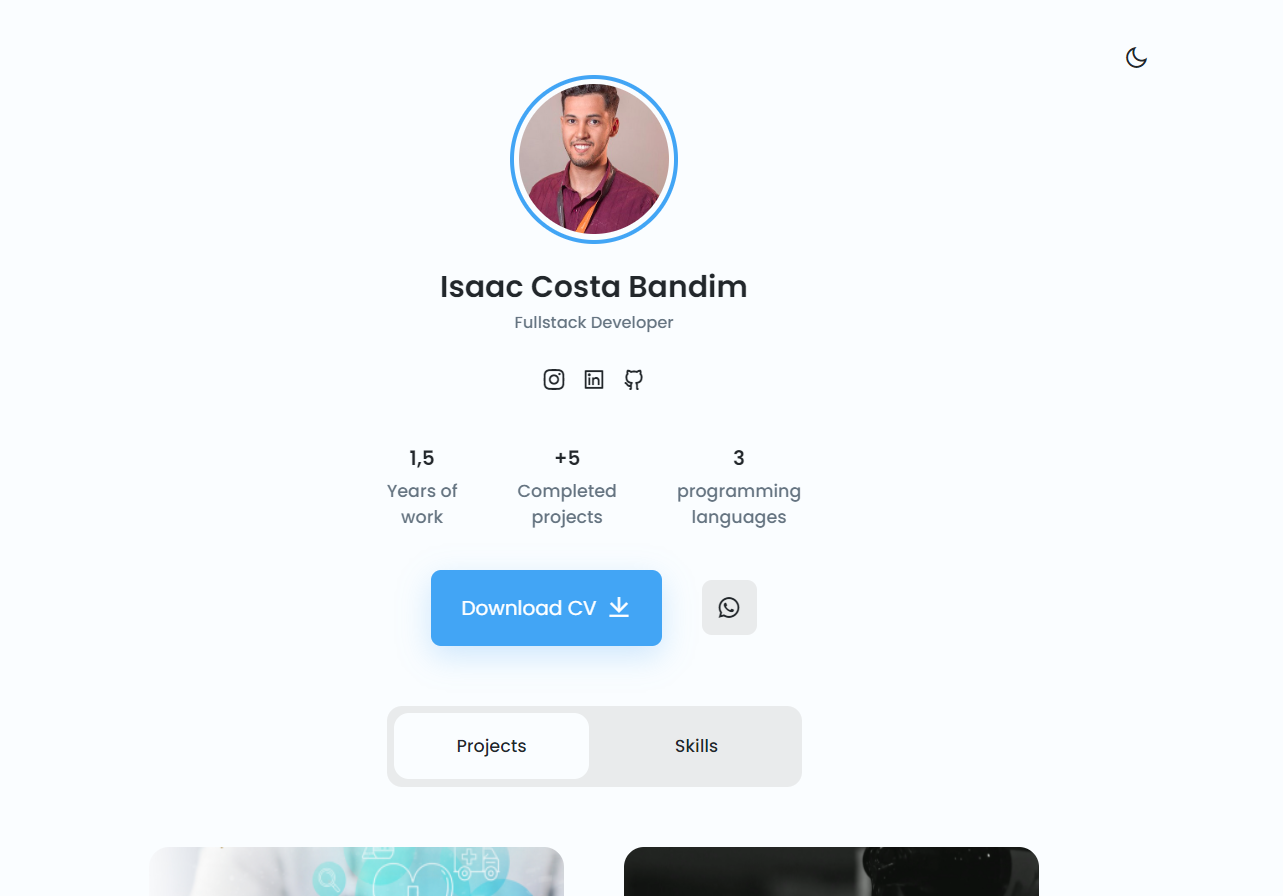 Isaac Costa Bandim
Fullstack Developer
1,5
Years of
work
+5
Completed
projects
3
programming
languages
Download CV
Projects
Skills